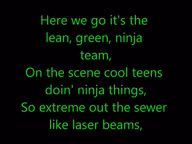 Here we go it's the
lean, green, ninja
team,
On the scene cool teens
doin' ninja things,
So extreme out the sewer
like laser beams,